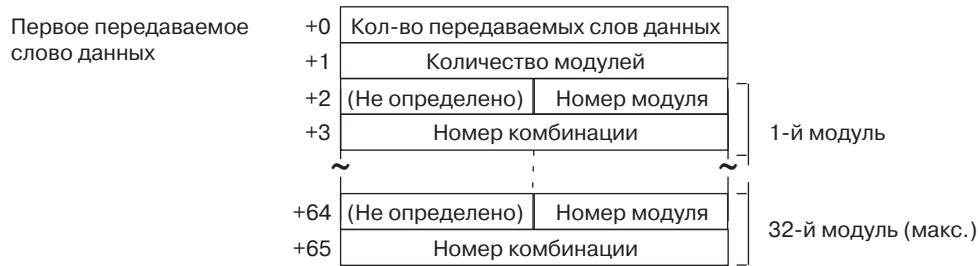 Первое передаваемое
слово данных
+0 Кол-во передаваемых слов данных
+1 Количество модулей
+2 (Не определено) Номер модуля
+3 Номер комбинации
1-й модуль
~ ~
+64 (Не определено) Номер модуля
+65 Номер комбинации
32-й модуль (макс.)